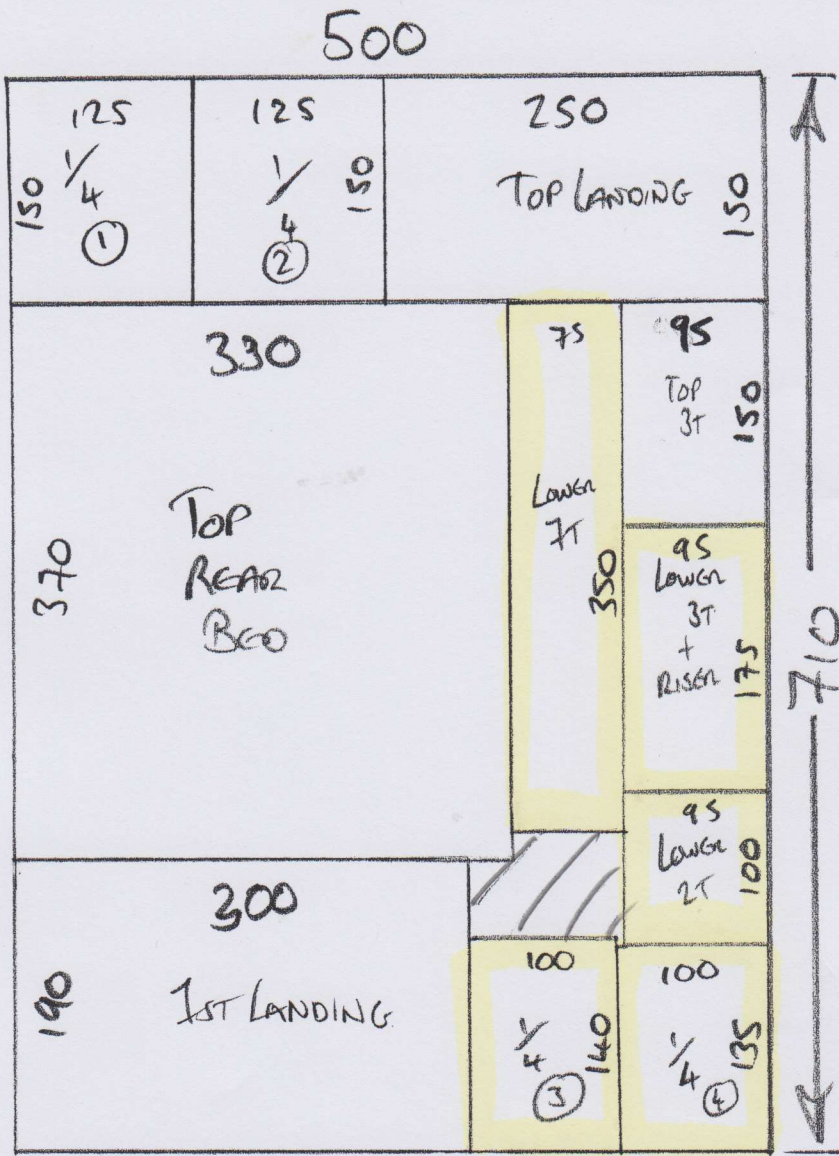 500
125
150
1/4
1
125
150
1/4
2
250
TOP LANDING
150
330
370
TOP
REAR
BED
75
LOWER
7T
350
95
TOP
3T
150
95
LOWER
3T
+
RISER
175
95
LOWER
2T
100
710
300
190
1ST LANDING
100
1/4
140
3
100
1/4
135
4